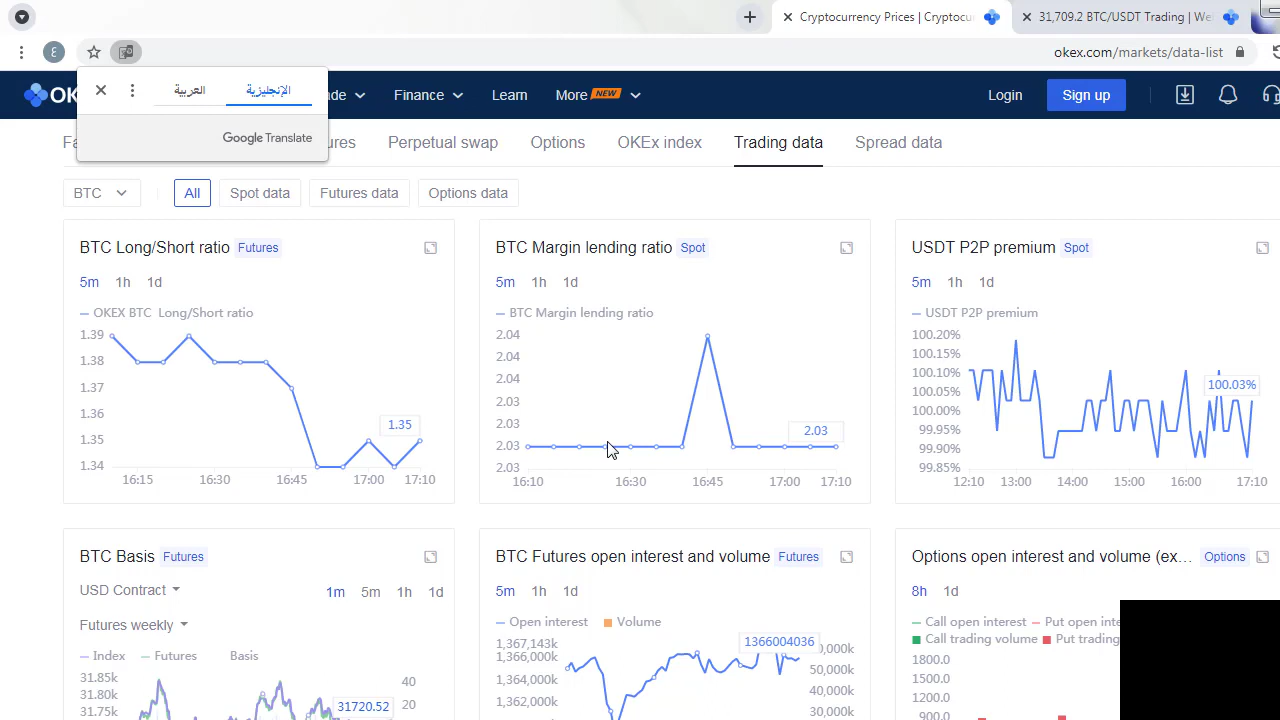 Cryptocurrency Prices | Cryptocu
31,709.2 BTC/USDT Trading | We
okex.com/markets/data-list
العربية
الإنجليزية
Google Translate
OK
de
Finance
Learn
More NEW
Login
Sign up
Fa
ures
Perpetual swap
Options
OKEx index
Trading data
Spread data
BTC
All
Spot data
Futures data
Options data
BTC Long/Short ratio Futures
5m 1h 1d
OKEX BTC Long/Short ratio
1.39
1.38
1.37
1.36
1.35
1.34
1.35
16:15 16:30 16:45 17:00 17:10
BTC Margin lending ratio Spot
5m 1h 1d
BTC Margin lending ratio
2.04
2.04
2.04
2.03
2.03
2.03
2.03
2.03
16:10 16:30 16:45 17:00 17:10
USDT P2P premium Spot
5m 1h 1d
USDT P2P premium
100.20%
100.15%
100.10%
100.05%
100.00%
99.95%
99.90%
99.85%
100.03%
12:10 13:00 14:00 15:00 16:00 17:10
BTC Basis Futures
USD Contract
1m 5m 1h 1d
Futures weekly
Index Futures Basis
31.85k
31.80k
31.75k
40
20
31720.52
BTC Futures open interest and volume Futures
5m 1h 1d
Open interest Volume
1,367,143k
1,366,000k
1,364,000k
1,362,000k
1366004036
0,000k
50,000k
40,000k
30,000k
Options open interest and volume (ex... Options
8h 1d
Call open interest Put open inte
Call trading volume Put trading
1800.0
1500.0
1200.0
900.0